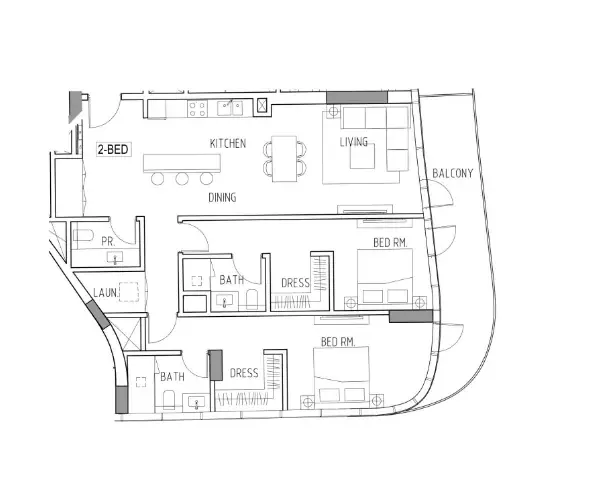 KITCHEN
LIVING
2-BED
BALCONY
DINING
PR.
BED RM.
BATH
DRESS
LAUN.
BED RM.
BATH
DRESS